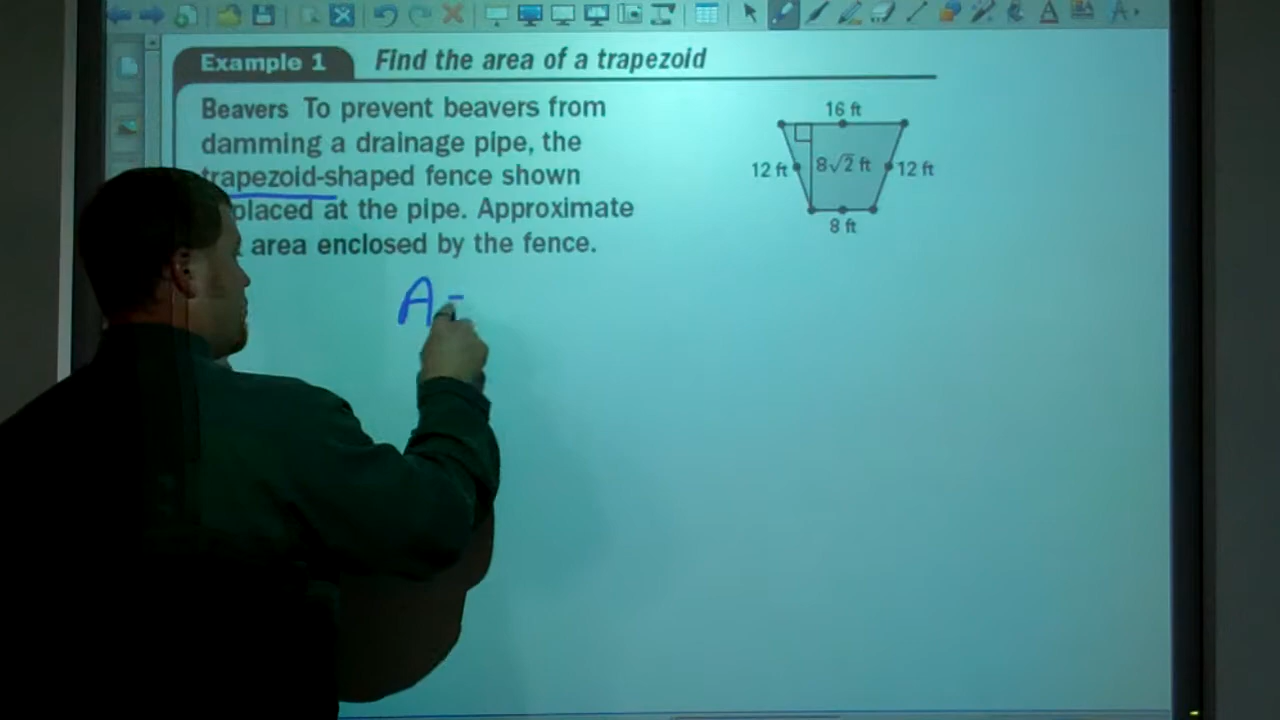 Example 1 Find the area of a trapezoid
Beavers To prevent beavers from
damming a drainage pipe, the
trapezoid-shaped fence shown
placed at the pipe. Approximate
area enclosed by the fence.
16 ft
12 ft 8√2 ft 12 ft
8 ft
A =